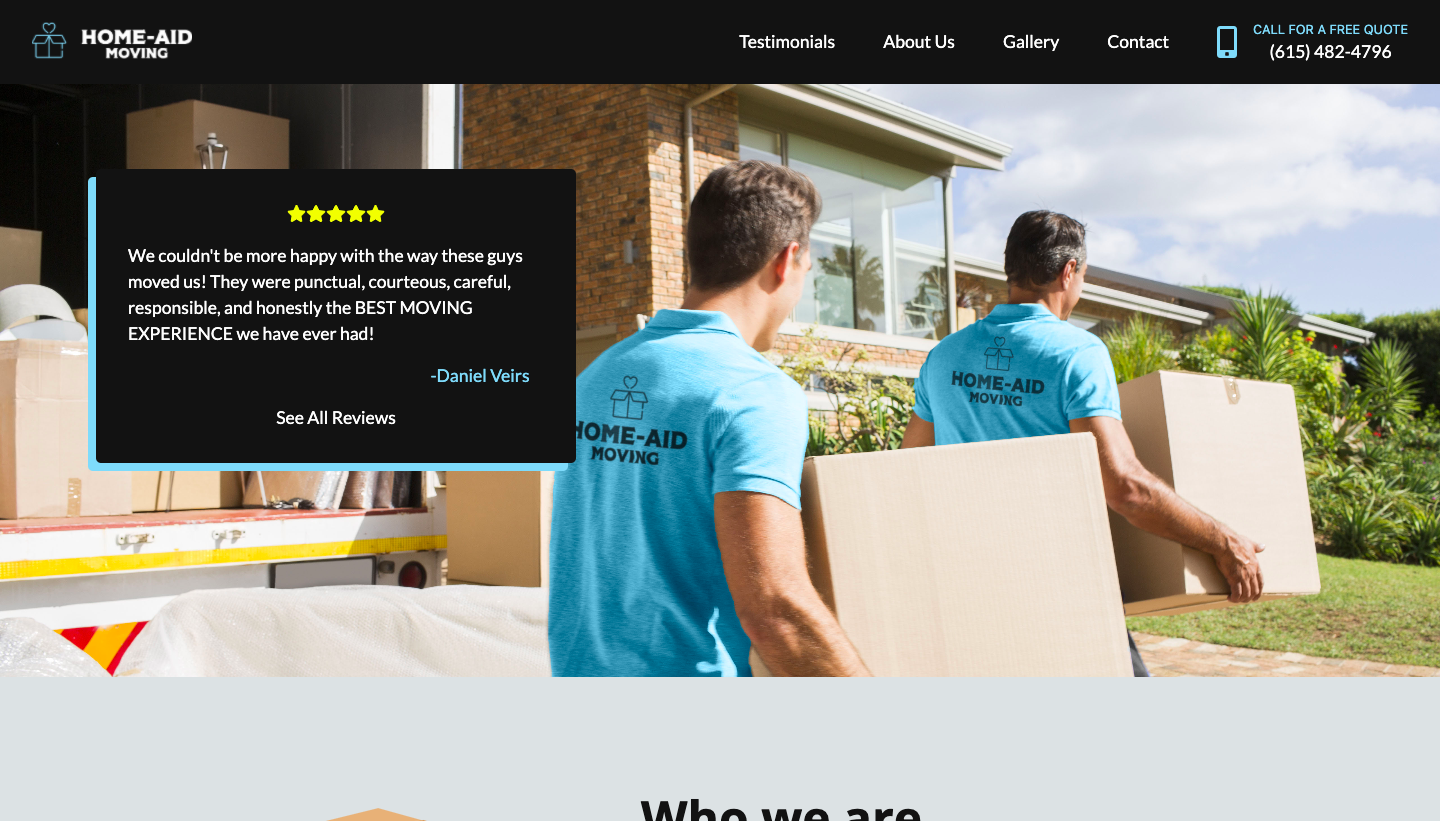 HOME-AID
MOVING
Testimonials
About Us
Gallery
Contact
CALL FOR A FREE QUOTE
(615) 482-4796
We couldn't be more happy with the way these guys
moved us! They were punctual, courteous, careful,
responsible, and honestly the BEST MOVING
EXPERIENCE we have ever had!
-Daniel Veirs
See All Reviews
HOME-AID
MOVING
HOME-AID
MOVING
Who we are